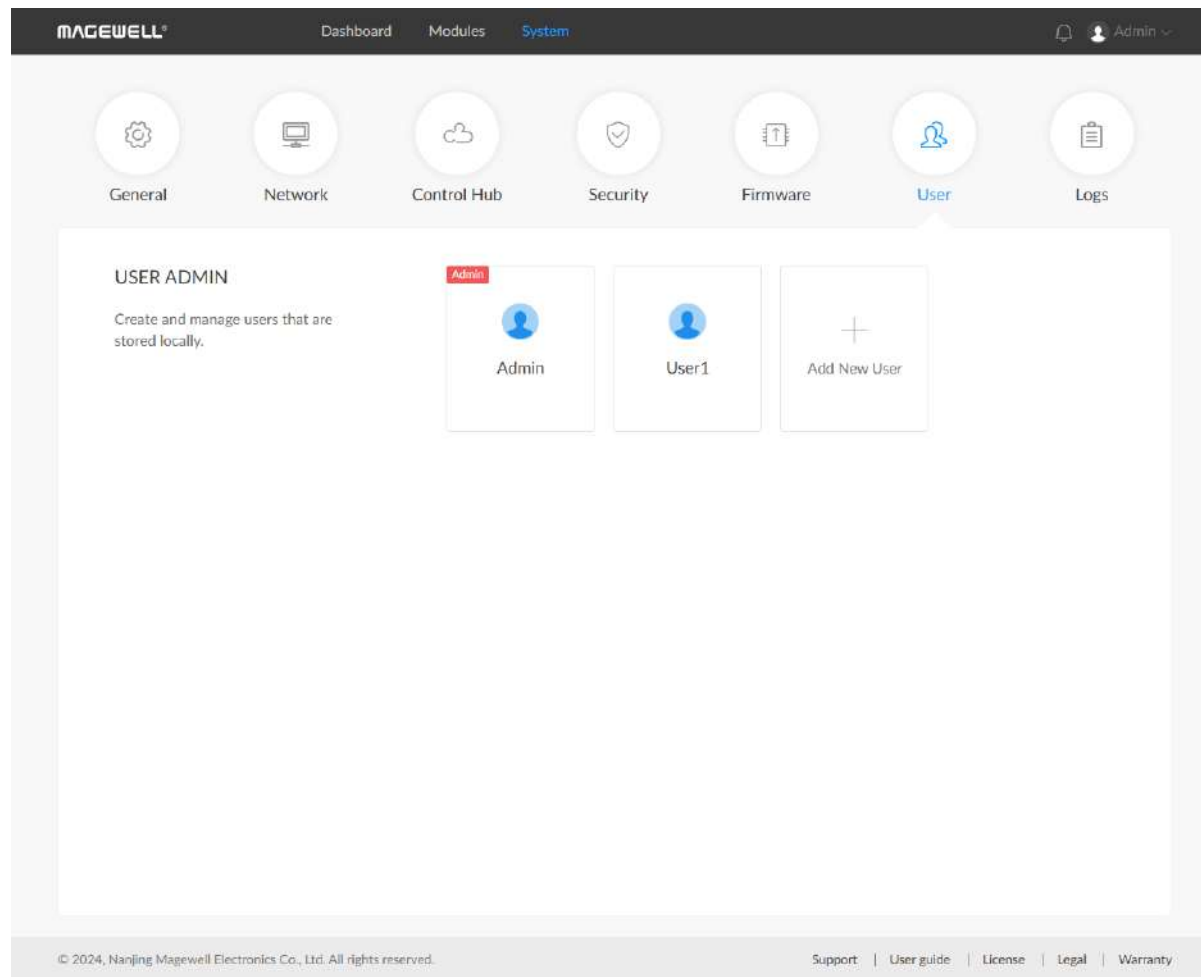 MAGEWELL®
Dashboard Modules System
Admin
General Network Control Hub Security Firmware User Logs
USER ADMIN
Create and manage users that are
stored locally.
Admin
Admin
User1
Add New User
© 2024, Nanjing Magewell Electronics Co., Ltd. All rights reserved.
Support | User guide | License | Legal | Warranty